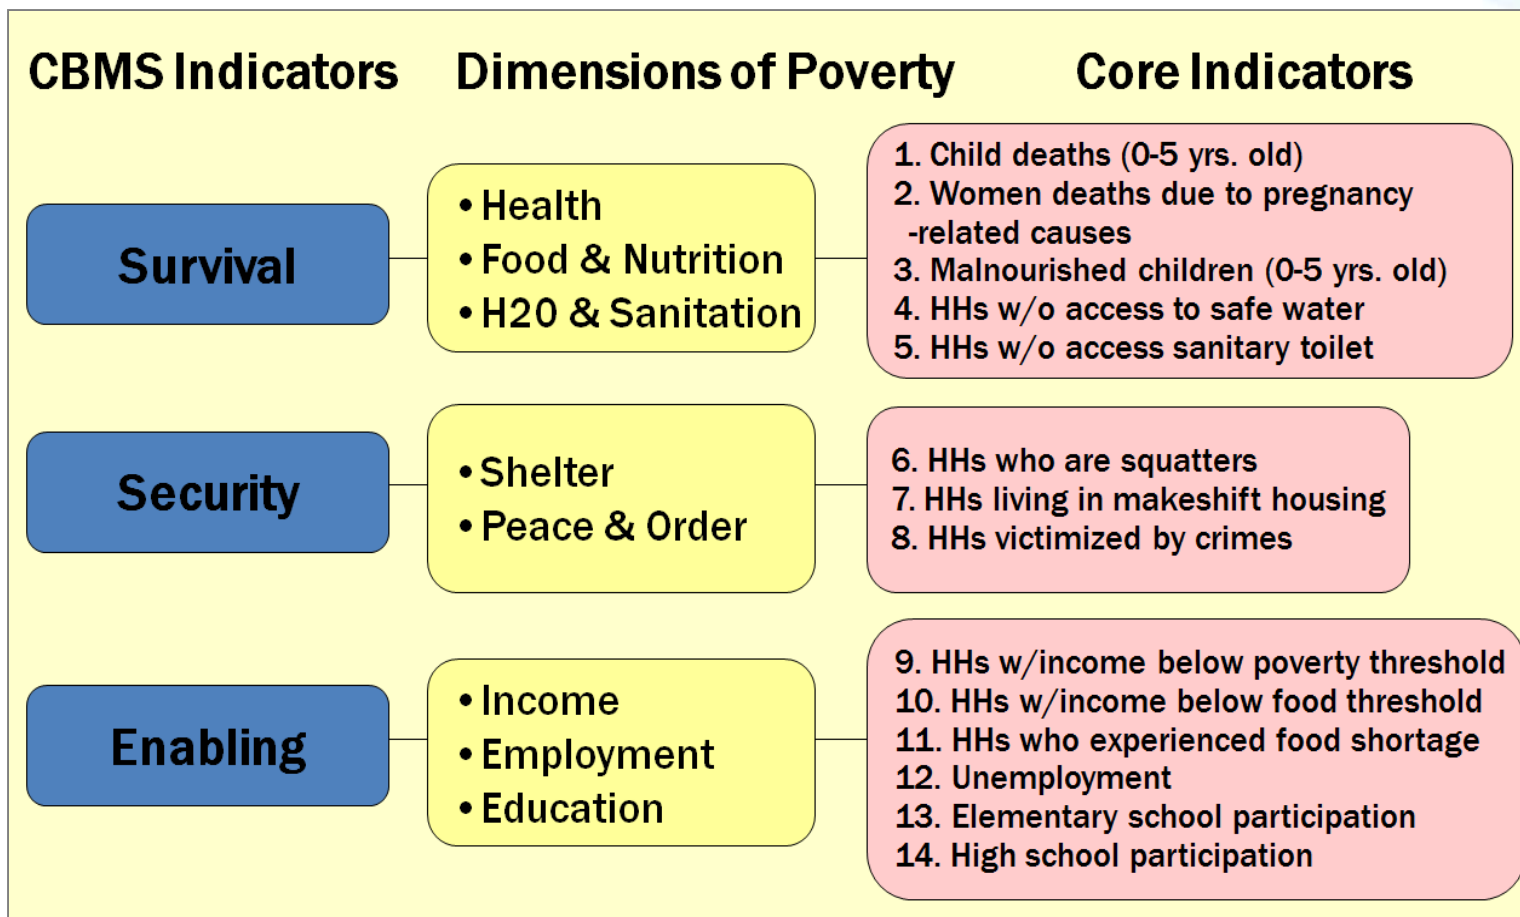 CBMS Indicators
Dimensions of Poverty
Core Indicators
Survival
• Health
• Food & Nutrition
• H20 & Sanitation
1. Child deaths (0-5 yrs. old)
2. Women deaths due to pregnancy
-related causes
3. Malnourished children (0-5 yrs. old)
4. HHs w/o access to safe water
5. HHs w/o access sanitary toilet
Security
• Shelter
• Peace & Order
6. HHs who are squatters
7. HHs living in makeshift housing
8. HHs victimized by crimes
Enabling
• Income
• Employment
• Education
9. HHs w/income below poverty threshold
10. HHs w/income below food threshold
11. HHs who experienced food shortage
12. Unemployment
13. Elementary school participation
14. High school participation